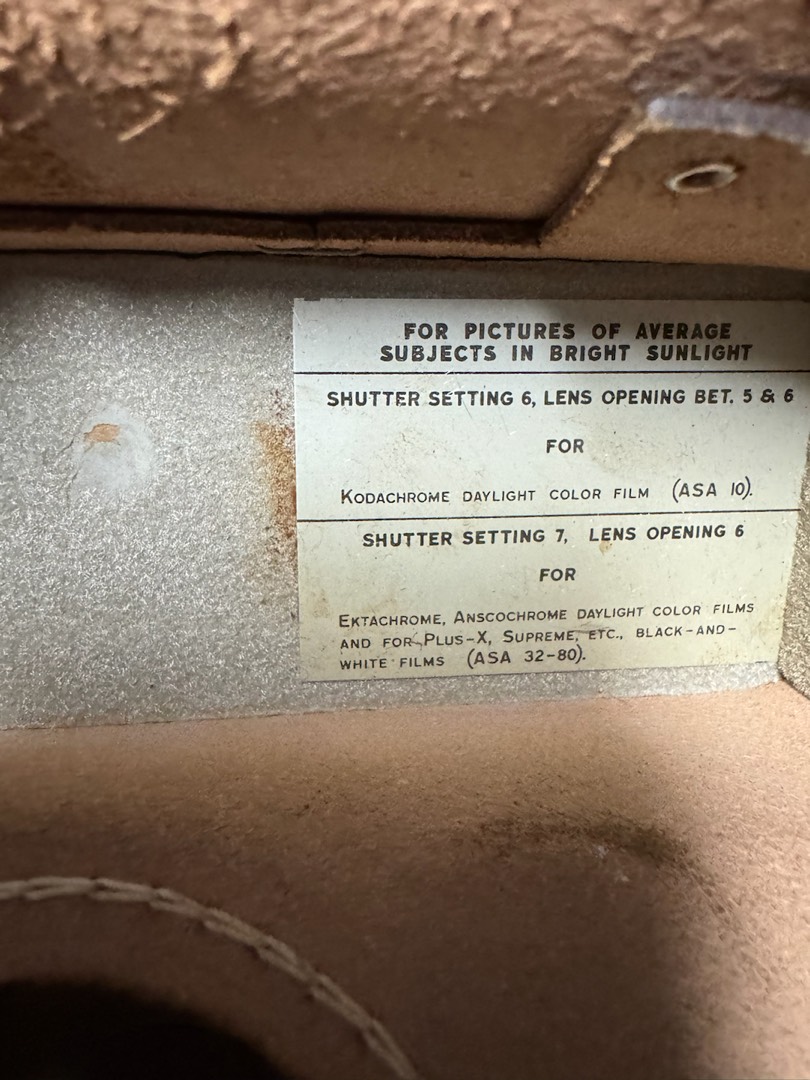 FOR PICTURES OF AVERAGE
SUBJECTS IN BRIGHT SUNLIGHT
SHUTTER SETTING 6, LENS OPENING BET. 5 & 6
FOR
KODACHROME DAYLIGHT COLOR FILM (ASA 10).
SHUTTER SETTING 7, LENS OPENING 6
FOR
EKTACHROME, ANSCOCHROME DAYLIGHT COLOR FILMS
AND FOR PLUS-X, SUPREME, ETC., BLACK-AND-
WHITE FILMS (ASA 32-80).